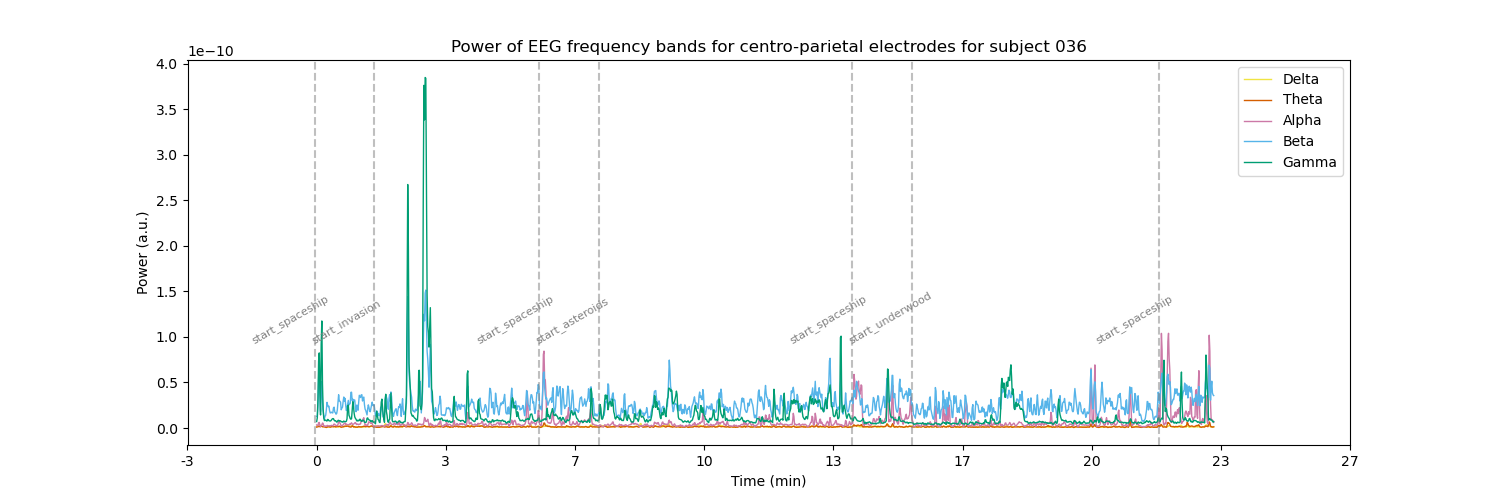 Power of EEG frequency bands for centro-parietal electrodes for subject 036
1e−10
4.0
3.5
3.0
2.5
2.0
1.5
1.0
0.5
0.0
Power (a.u.)
start_spaceship
start_invasion
start_spaceship
start_asteroids
start_spaceship
start_underwood
start_spaceship
Delta
Theta
Alpha
Beta
Gamma
-3 0 3 7 10 13 17 20 23 27
Time (min)